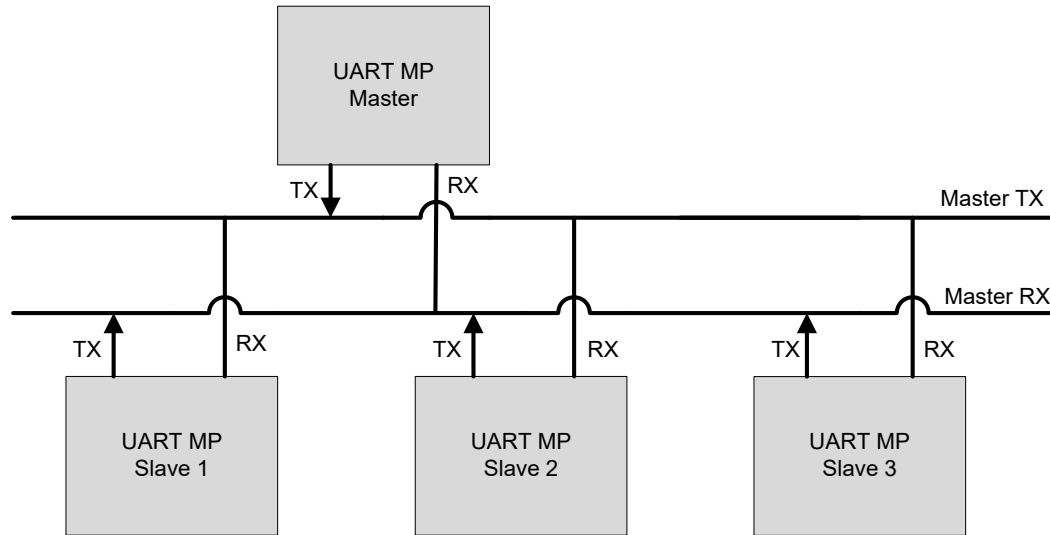 UART MP
Master
TX
RX
Master TX
Master RX
TX
RX
TX
RX
TX
RX
UART MP
Slave 1
UART MP
Slave 2
UART MP
Slave 3